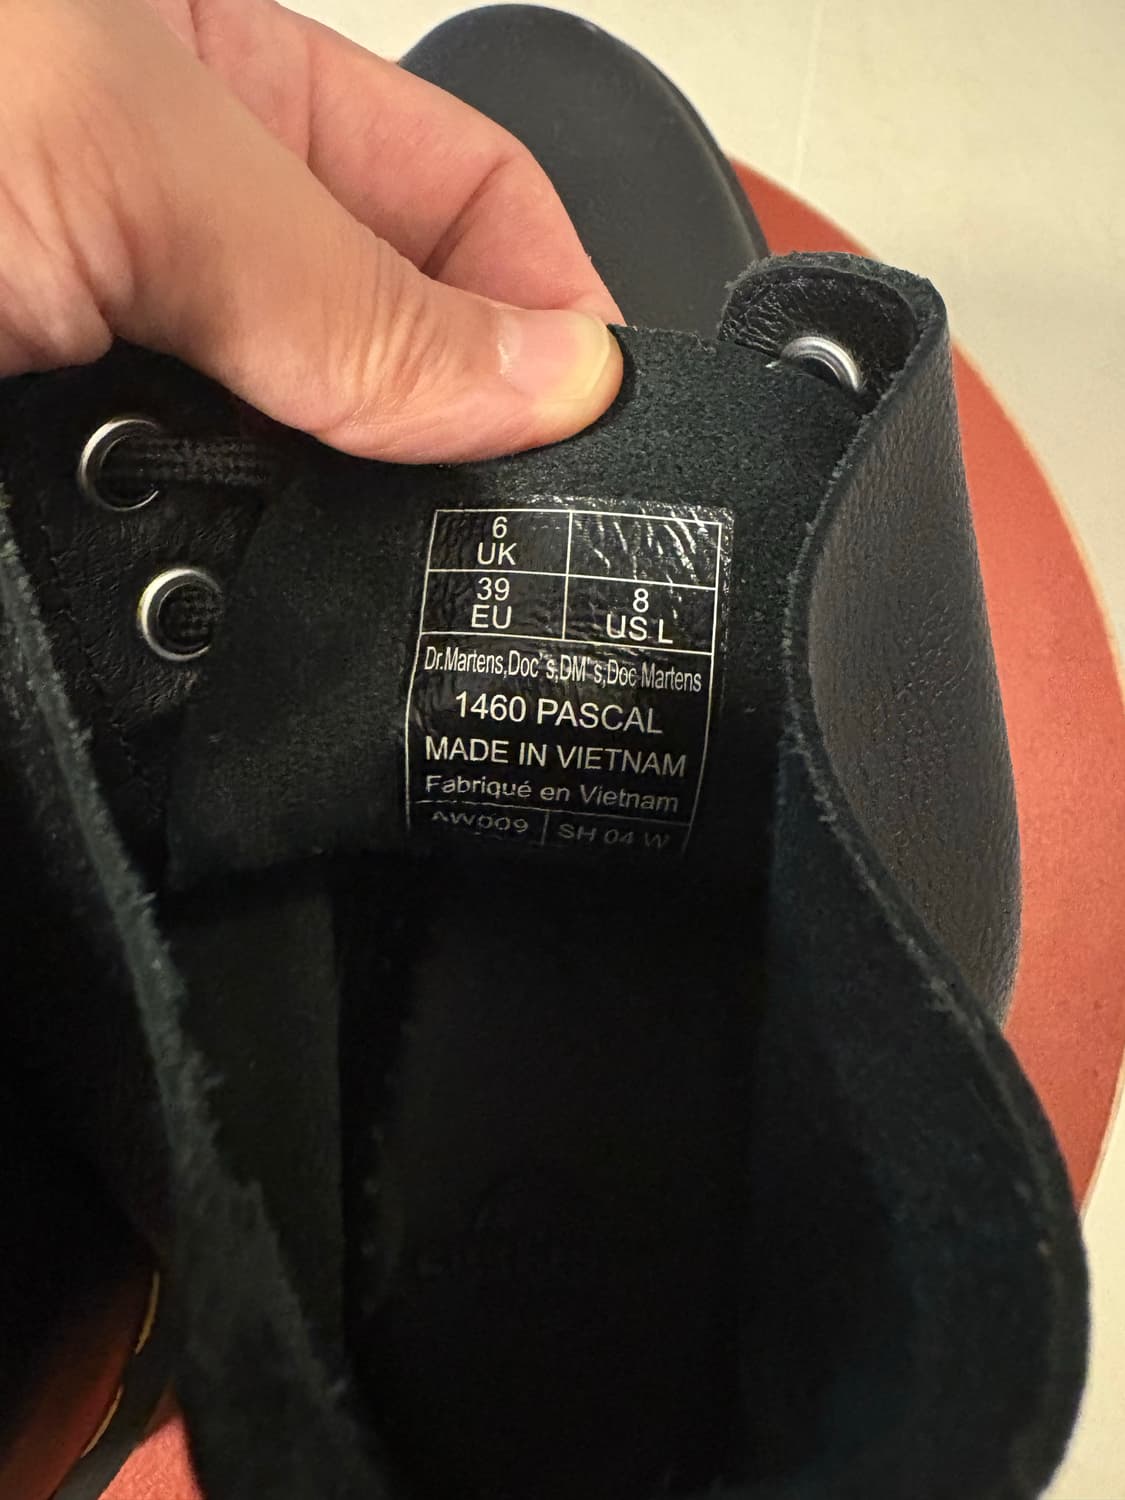 6
UK
39
EU
8
US L
Dr.Martens,Doc's,DM's,Doc Martens
1460 PASCAL
MADE IN VIETNAM
Fabriqué en Vietnam
AW009 SH 04 W